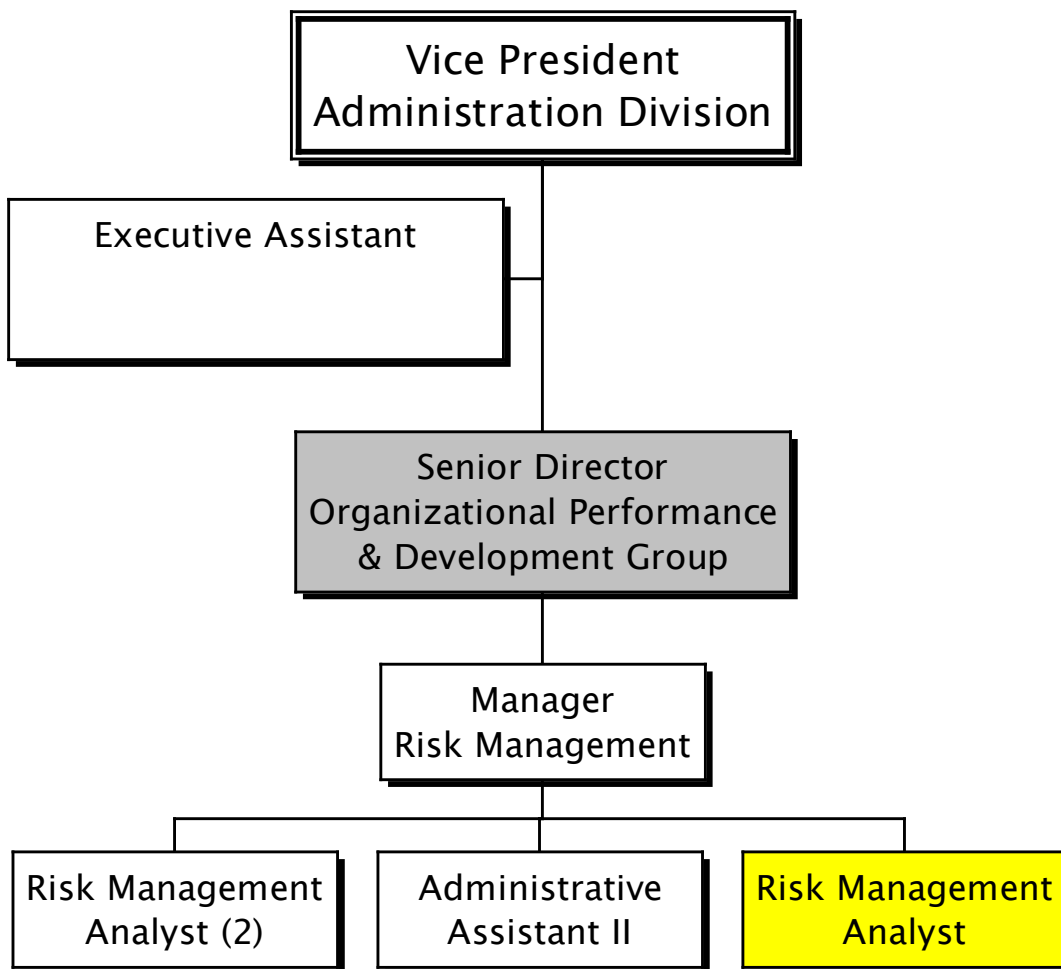 Vice President
Administration Division
Executive Assistant
Senior Director
Organizational Performance
& Development Group
Manager
Risk Management
Risk Management
Analyst (2)
Administrative
Assistant II
Risk Management
Analyst